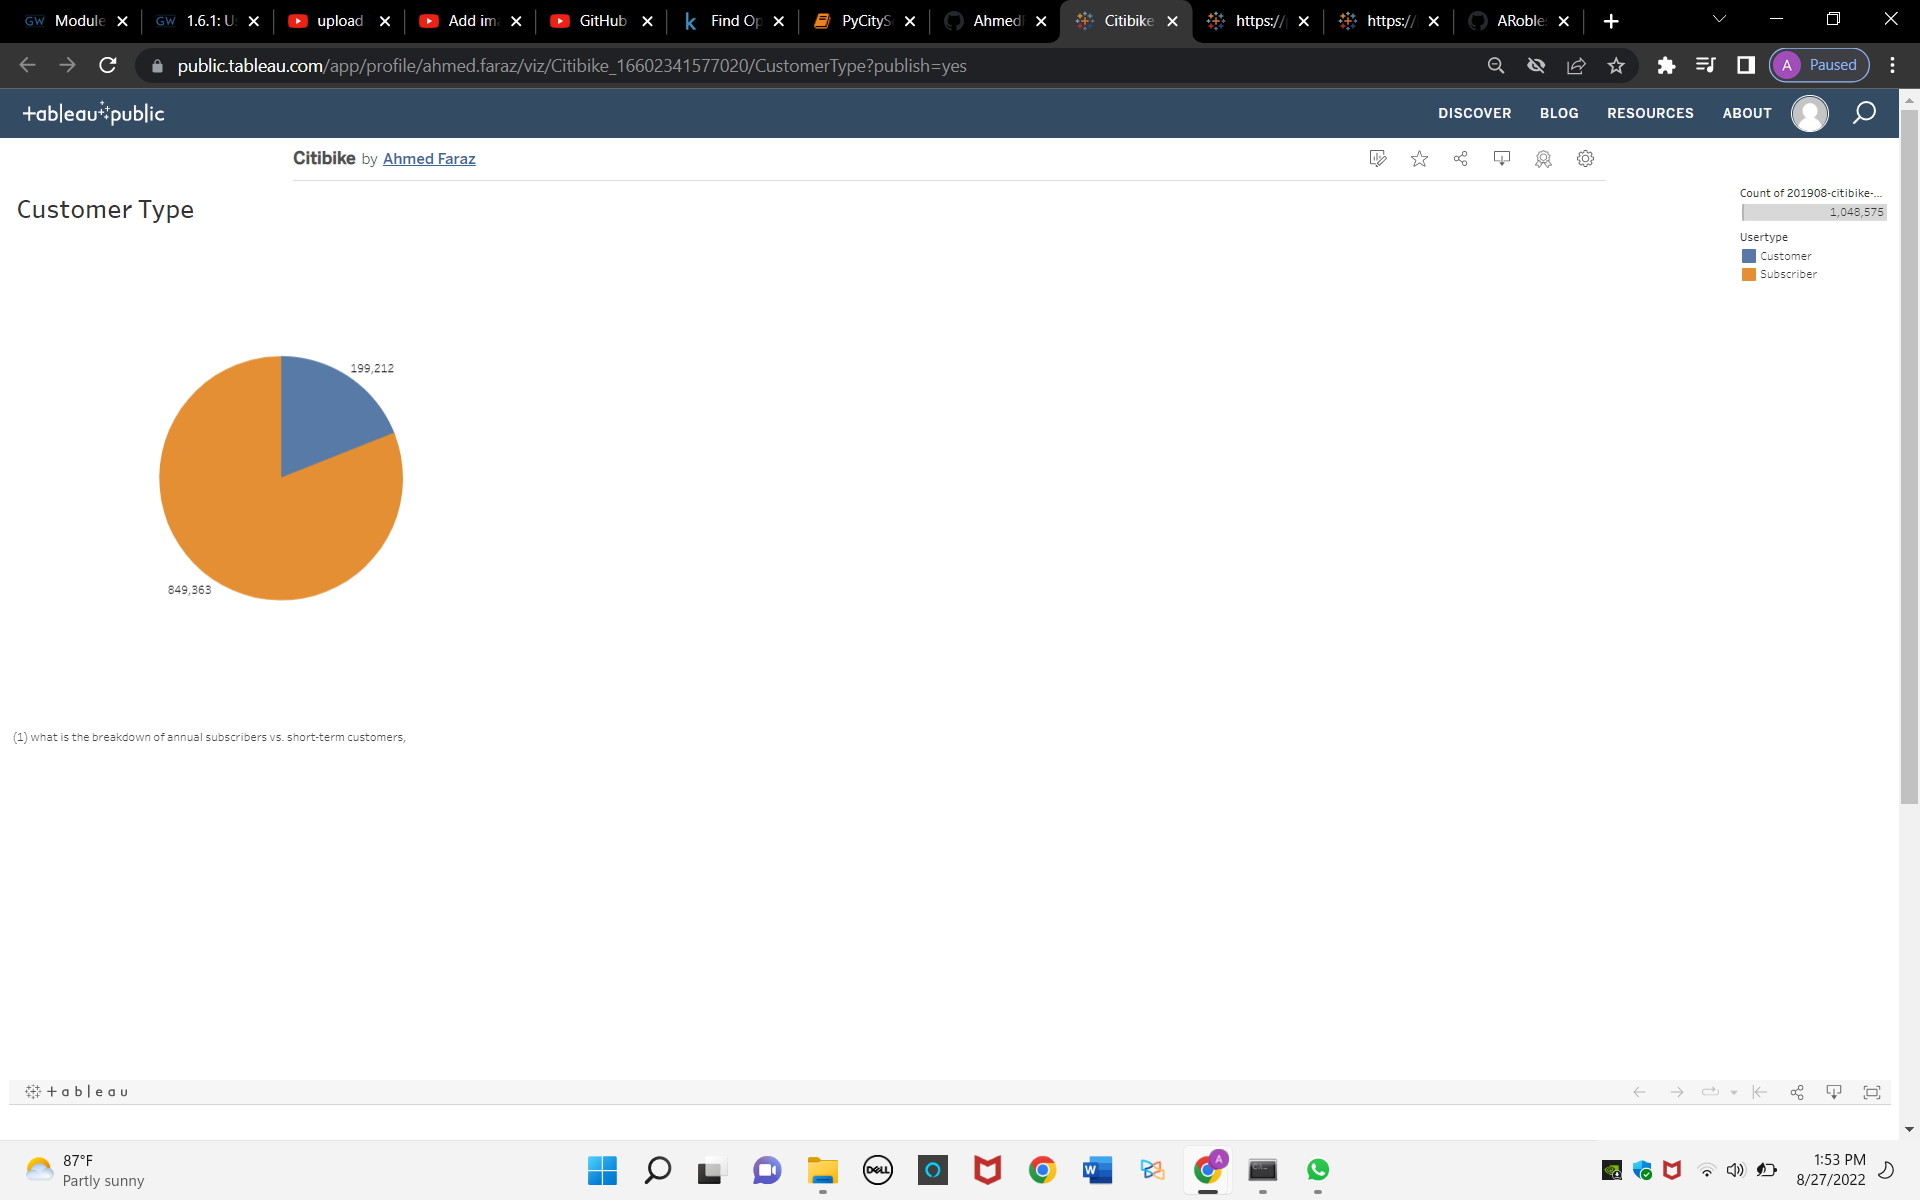 GW Module
GW 1.6.1: U
upload
Add im
GitHub
k Find Op
PyCityS
Ahmedf
Citibike
https://
https://
ARoble
public.tableau.com/app/profile/ahmed.faraz/viz/Citibike_16602341577020/CustomerType?publish=yes
A Paused
+ableau public
DISCOVER BLOG RESOURCES ABOUT
Citibike by Ahmed Faraz
Customer Type
Count of 201908-citibike-...
1,048,575
Usertype
Customer
Subscriber
199,212
849,363
(1) what is the breakdown of annual subscribers vs. short-term customers,
+ableau
87°F
Partly sunny
DELL
W
A
1:53 PM
8/27/2022